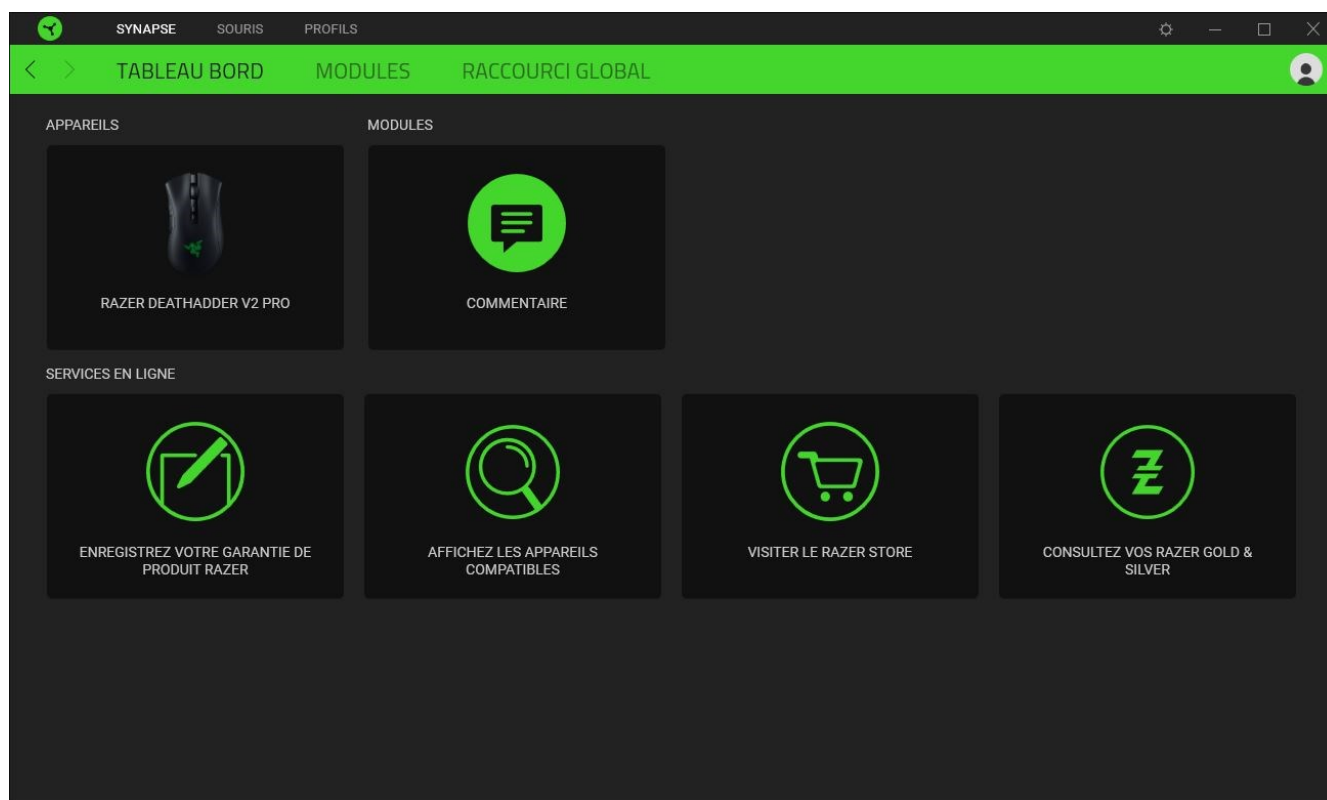 SYNAPSE SOURIS PROFILS
TABLEAU BORD MODULES RACCOURCI GLOBAL
APPAREILS MODULES
RAZER DEATHADDER V2 PRO COMMENTAIRE
SERVICES EN LIGNE
ENREGISTREZ VOTRE GARANTIE DE
PRODUIT RAZER
AFFICHEZ LES APPAREILS
COMPATIBLES
VISITER LE RAZER STORE
CONSULTEZ VOS RAZER GOLD &
SILVER